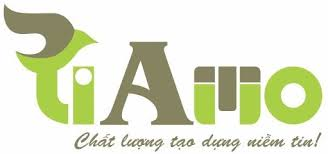 TiAmo
Chất lượng tạo dựng niềm tin!